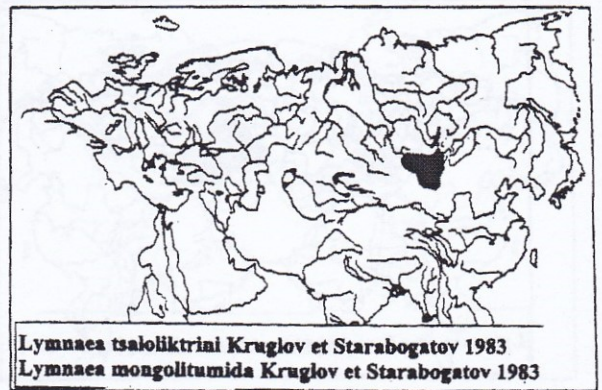 Lymnaea tsaloliktrini Kruglov et Starabogatov 1983
Lymnaea mongolitumida Kruglov et Starabogatov 1983